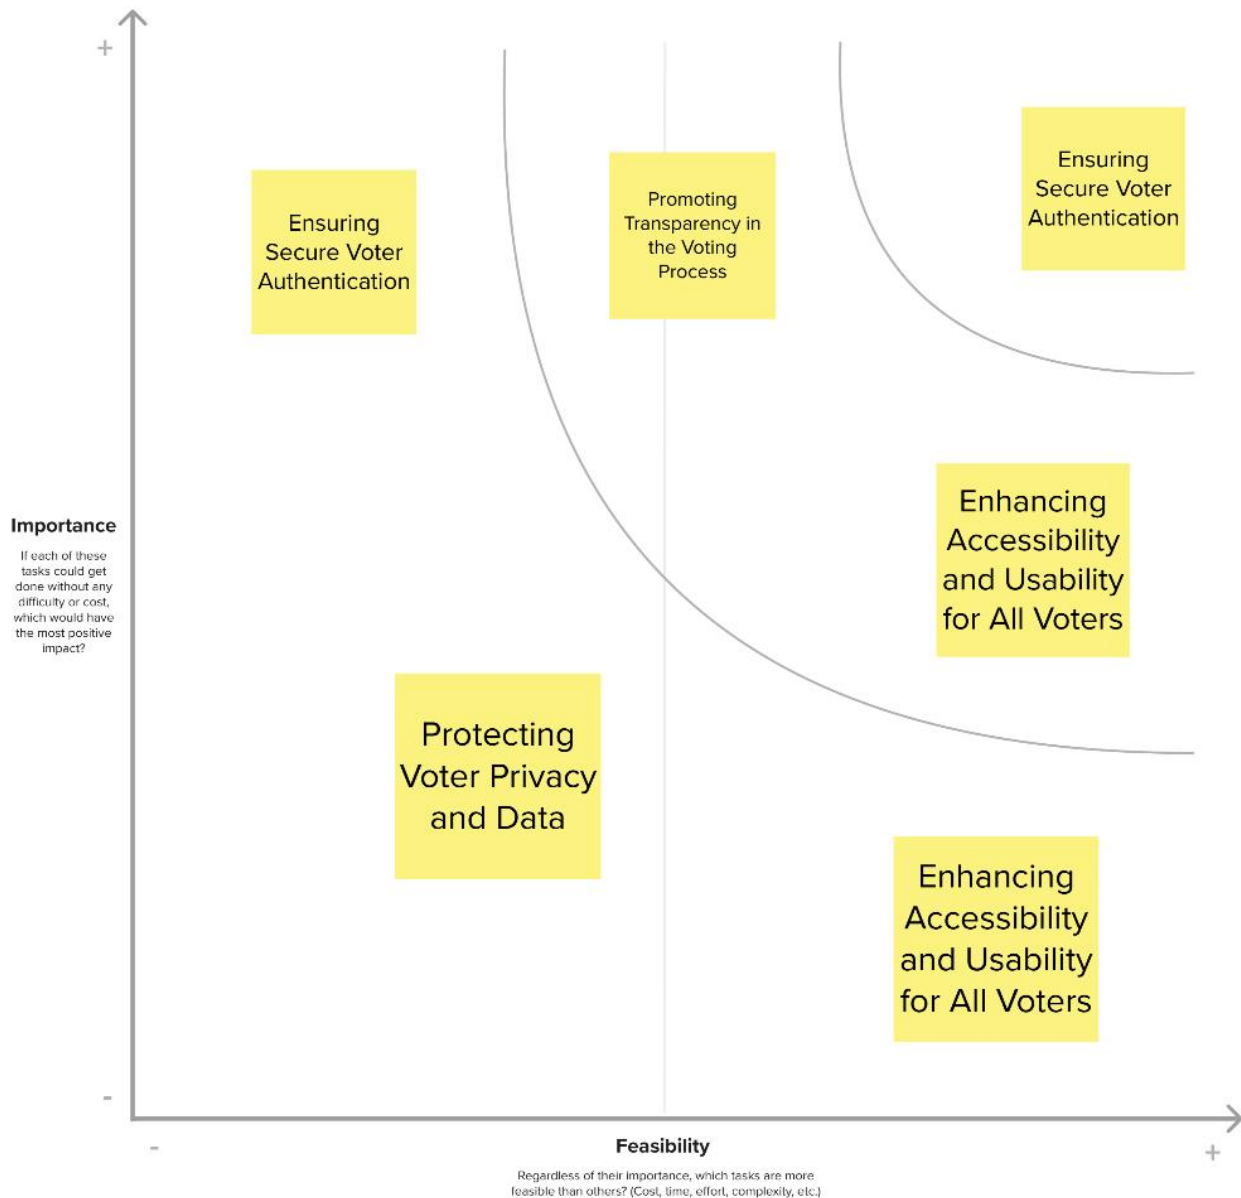 +
Ensuring
Secure Voter
Authentication
Promoting
Transparency in
the Voting
Process
Ensuring
Secure Voter
Authentication
Importance
If each of these
tasks could get
done without any
difficulty or cost,
which would have
the most positive
impact?
Enhancing
Accessibility
and Usability
for All Voters
Protecting
Voter Privacy
and Data
Enhancing
Accessibility
and Usability
for All Voters
-
-
Feasibility
+
Regardless of their importance, which tasks are more
feasible than others? (Cost, time, effort, complexity, etc.)